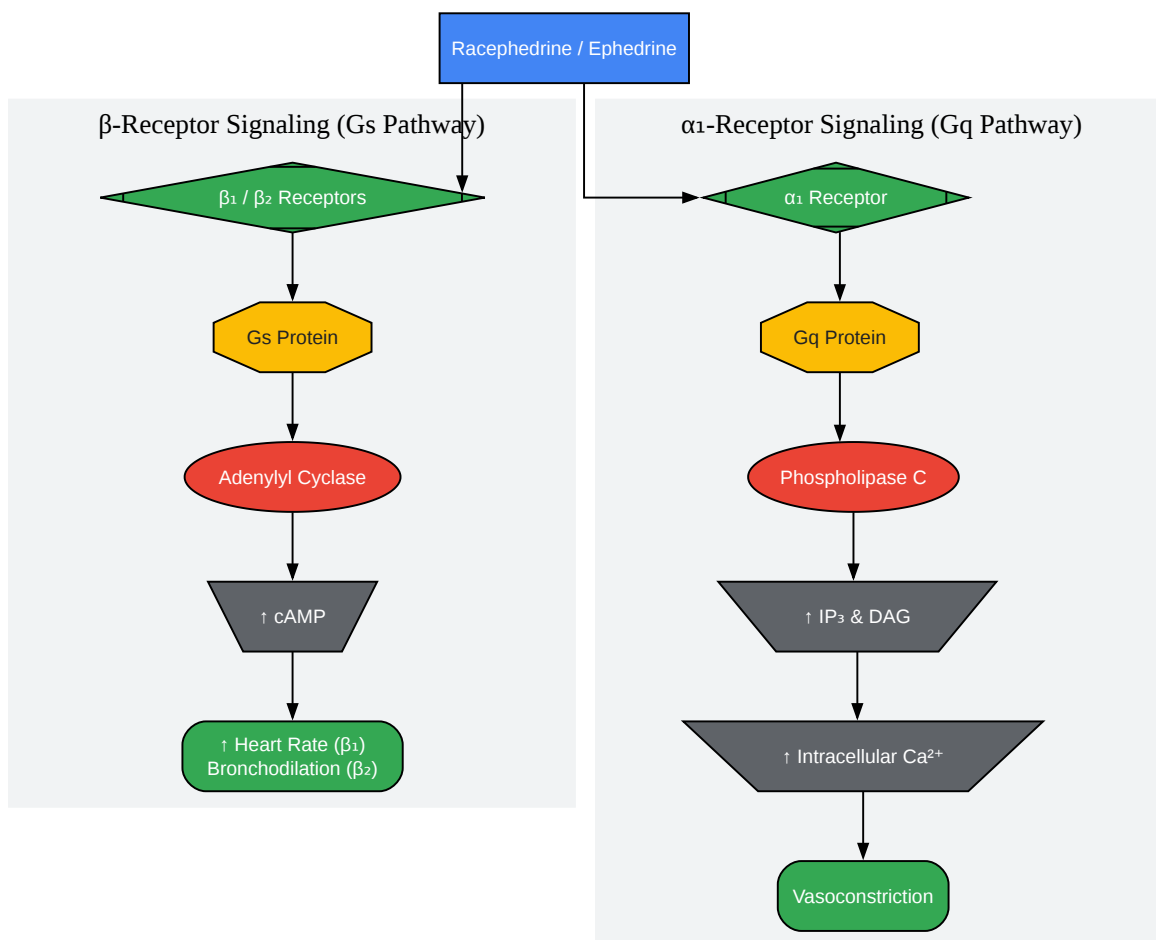 Racephedrine / Ephedrine
β-Receptor Signaling (Gs Pathway)
β₁ / β₂ Receptors
Gs Protein
Adenylyl Cyclase
↑ cAMP
↑ Heart Rate (β₁)
Bronchodilation (β₂)
α₁-Receptor Signaling (Gq Pathway)
α₁ Receptor
Gq Protein
Phospholipase C
↑ IP₃ & DAG
↑ Intracellular Ca²⁺
Vasoconstriction